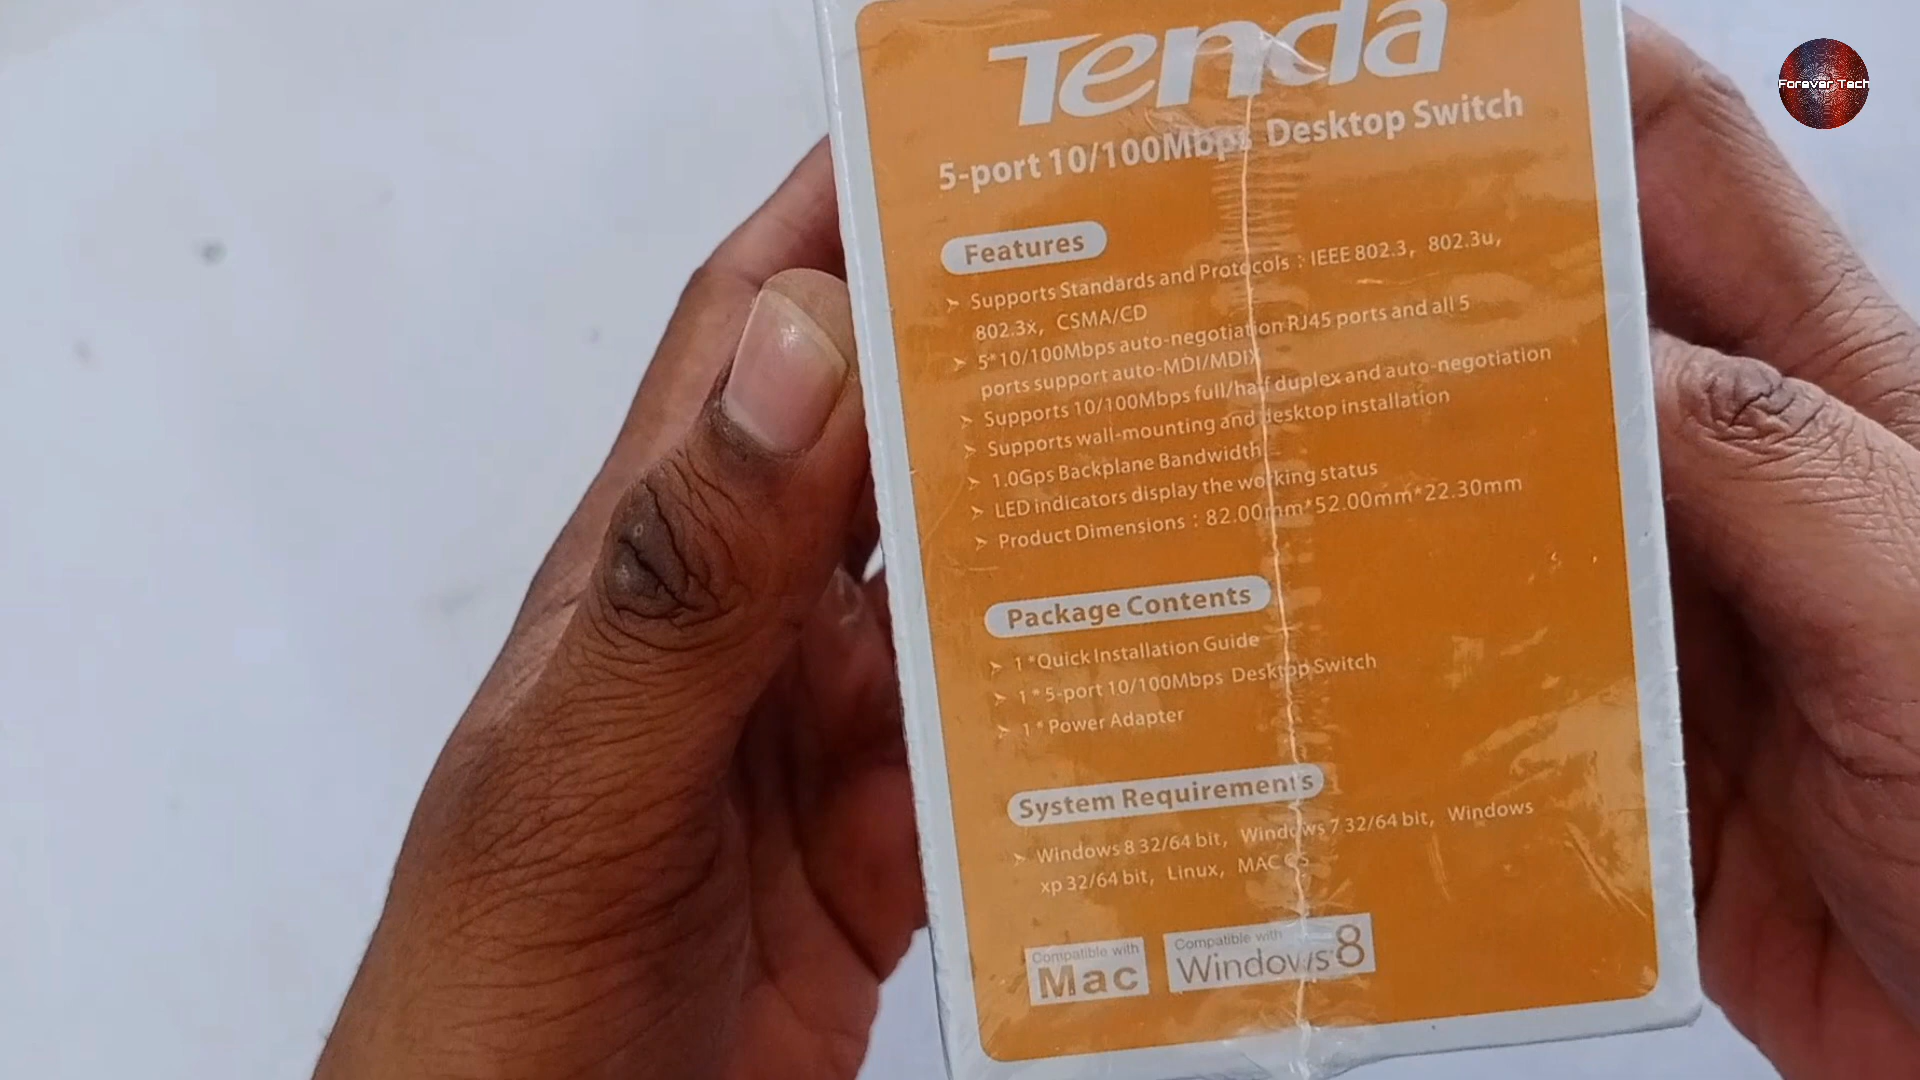 Forever Tech
Tenda
5-port 10/100Mbps Desktop Switch
Features
➢ Supports Standards and Protocols : IEEE 802.3, 802.3u,
802.3x, CSMA/CD
➢ 5*10/100Mbps auto-negotiation RJ45 ports and all 5
ports support auto-MDI/MDIX
➢ Supports 10/100Mbps full/half duplex and auto-negotiation
➢ Supports wall-mounting and desktop installation
➢ 1.0Gps Backplane Bandwidth
➢ LED indicators display the working status
➢ Product Dimensions : 82.00mm*52.00mm*22.30mm
Package Contents
➢ 1 *Quick Installation Guide
➢ 1 * 5-port 10/100Mbps Desktop Switch
➢ 1 * Power Adapter
System Requirements
➢ Windows 8 32/64 bit, Windows 7 32/64 bit, Windows
xp 32/64 bit, Linux, MAC OS
Compatible with
Mac
Compatible with
Windows 8